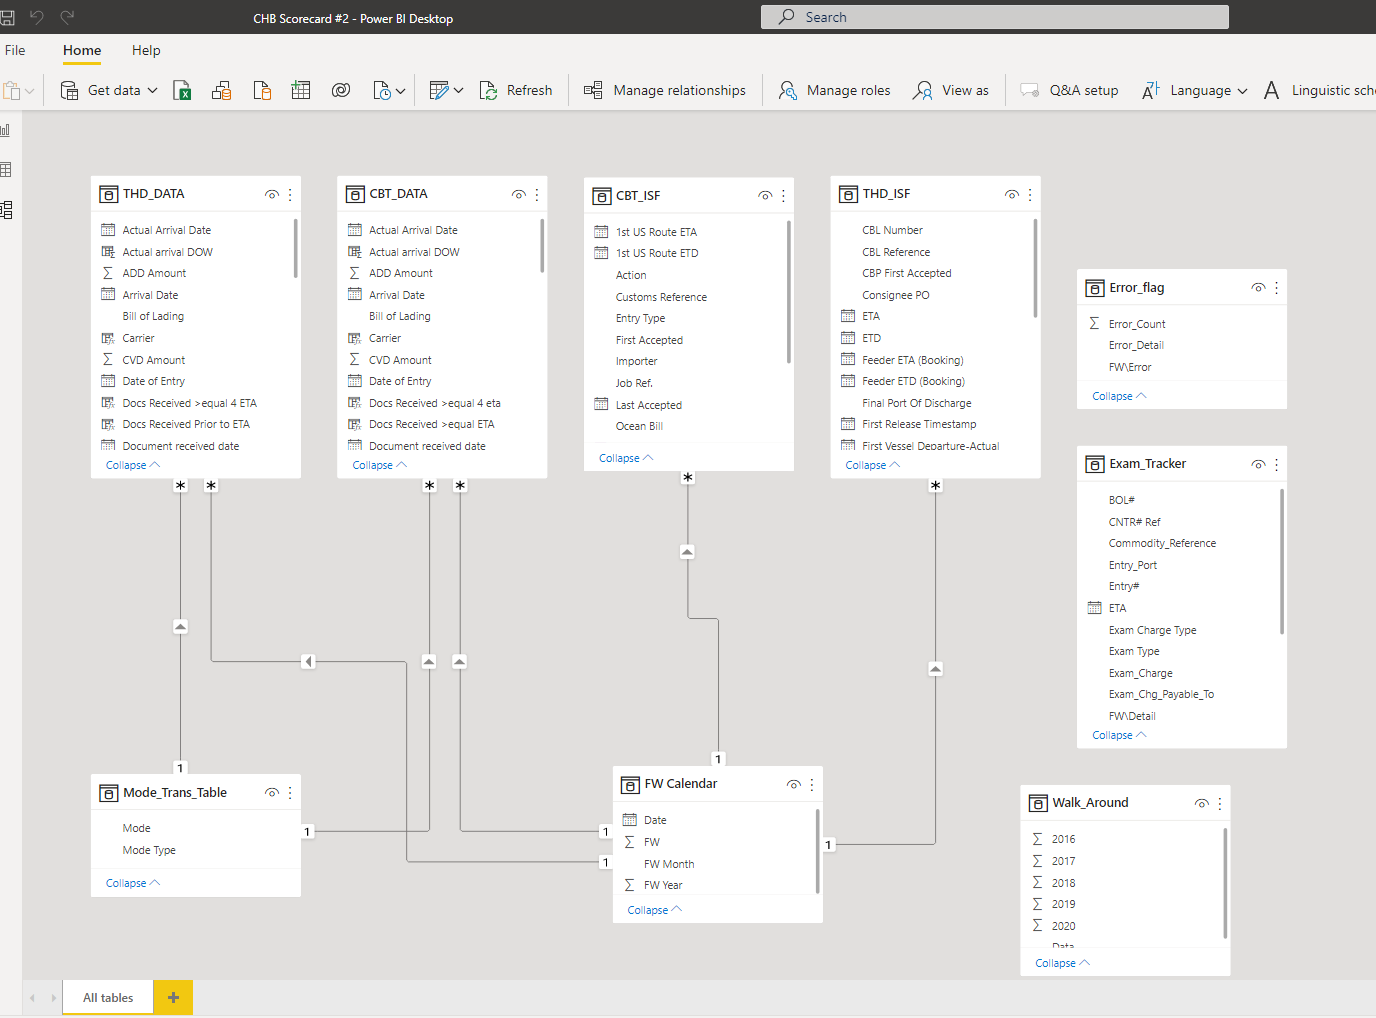 CHB Scorecard #2 - Power BI Desktop
Search
File
Home
Help
Get data
Refresh
Manage relationships
Manage roles
View as
Q&A setup
Language
Linguistic sche
THD_DATA
Actual Arrival Date
Actual arrival DOW
ADD Amount
Arrival Date
Bill of Lading
Carrier
CVD Amount
Date of Entry
Docs Received >equal 4 ETA
Docs Received Prior to ETA
Document received date
Collapse
CBT_DATA
Actual Arrival Date
Actual arrival DOW
ADD Amount
Arrival Date
Bill of Lading
Carrier
CVD Amount
Date of Entry
Docs Received >equal 4 eta
Docs Received >equal ETA
Document received date
Collapse
CBT_ISF
1st US Route ETA
1st US Route ETD
Action
Customs Reference
Entry Type
First Accepted
Importer
Job Ref.
Last Accepted
Ocean Bill
Collapse
THD_ISF
CBL Number
CBL Reference
CBP First Accepted
Consignee PO
ETA
ETD
Feeder ETA (Booking)
Feeder ETD (Booking)
Final Port Of Discharge
First Release Timestamp
First Vessel Departure-Actual
Collapse
Error_flag
Error_Count
Error_Detail
FW\Error
Collapse
Exam_Tracker
BOL#
CNTR# Ref
Commodity_Reference
Entry_Port
Entry#
ETA
Exam Charge Type
Exam Type
Exam_Charge
Exam_Chg_Payable_To
FW\Detail
Collapse
* * * * * *
1
1
1
1
1
1
Mode_Trans_Table
Mode
Mode Type
Collapse
FW Calendar
Date
FW
FW Month
FW Year
Collapse
Walk_Around
2016
2017
2018
2019
2020
Data
Collapse
All tables